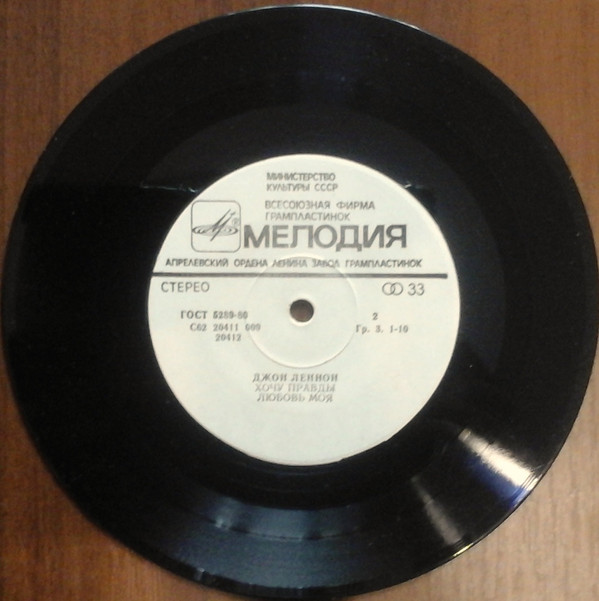 МИНИСТЕРСТВО
КУЛЬТУРЫ СССР
ВСЕСОЮЗНАЯ ФИРМА
ГРАМПЛАСТИНОК
МЕЛОДИЯ
АПРЕЛЕВСКИЙ ОРДЕНА ЛЕНИНА ЗАВОД ГРАМПЛАСТИНОК
СТЕРЕО 33
ГОСТ 5289-80 2
С62 20411 009 Гр. 3. 1-10
20412
ДЖОН ЛЕННОН
ХОЧУ ПРАВДЫ
ЛЮБОВЬ МОЯ